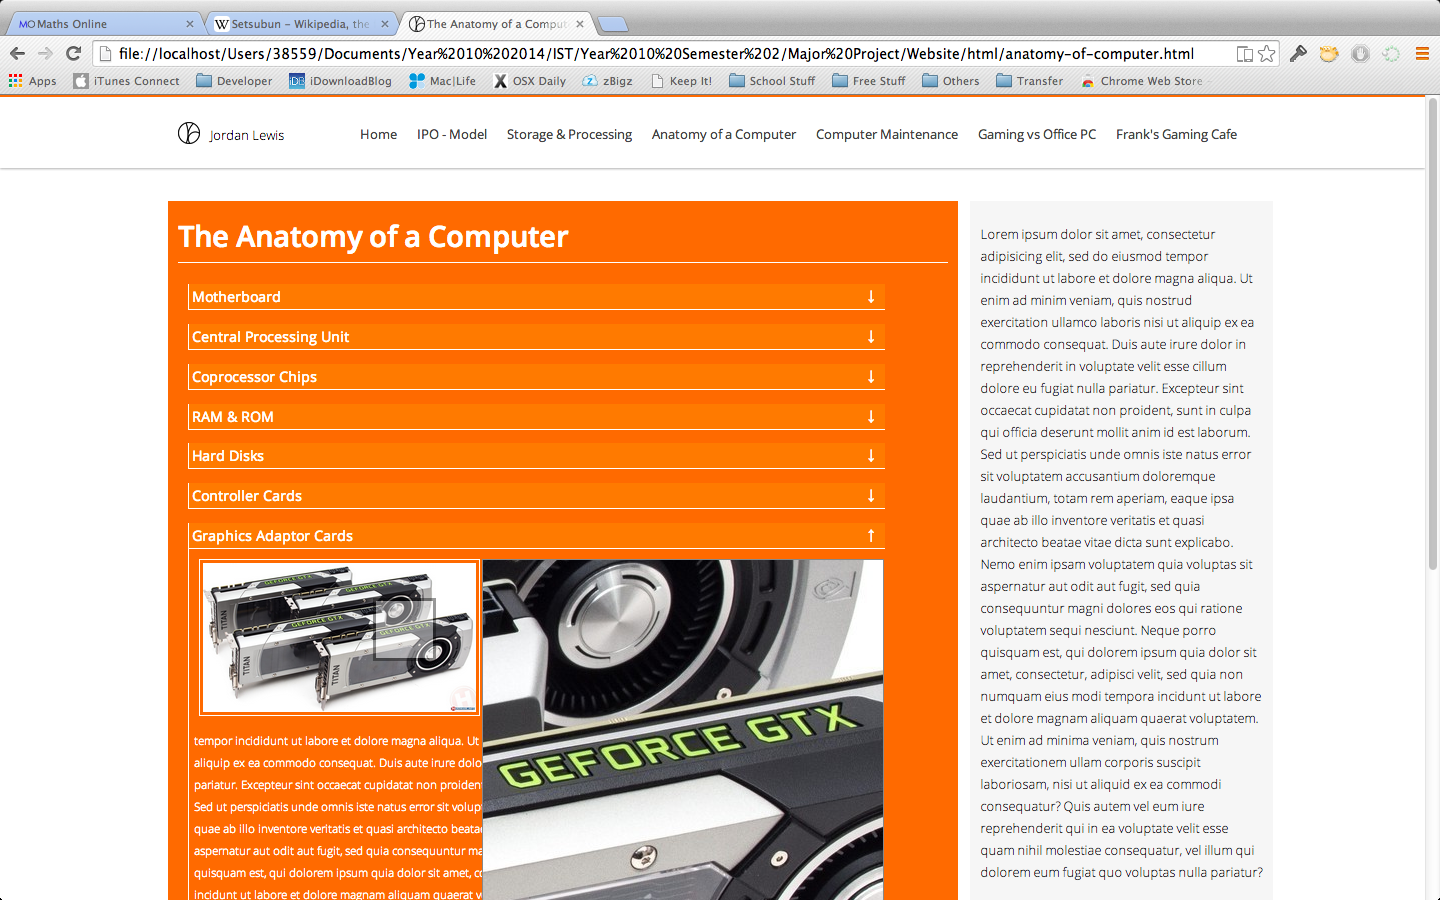 MO Maths Online
W Setsubun – Wikipedia, the
The Anatomy of a Compu
file://localhost/Users/38559/Documents/Year%2010%202014/IST/Year%2010%20Semester%202/Major%20Project/Website/html/anatomy-of-computer.html
Apps iTunes Connect Developer iDB iDownloadBlog Mac|Life X OSX Daily z zBigz Keep It! School Stuff Free Stuff Others Transfer Chrome Web Store
Jordan Lewis
Home IPO - Model Storage & Processing Anatomy of a Computer Computer Maintenance Gaming vs Office PC Frank's Gaming Cafe
The Anatomy of a Computer
Motherboard ↓
Central Processing Unit ↓
Coprocessor Chips ↓
RAM & ROM ↓
Hard Disks ↓
Controller Cards ↓
Graphics Adaptor Cards ↑
GEFORCE GTX
GEFORCE GTX
GEFORCE GTX
GEFORCE GTX
TITAN
TITAN
TITAN
H
GEFORCE GTX
tempor incididunt ut labore et dolore magna aliqua. Ut
aliquip ex ea commodo consequat. Duis aute irure dolo
pariatur. Excepteur sint occaecat cupidatat non proident
Sed ut perspiciatis unde omnis iste natus error sit volup
quae ab illo inventore veritatis et quasi architecto beatae
aspernatur aut odit aut fugit, sed quia consequuntur ma
quisquam est, qui dolorem ipsum quia dolor sit amet, co
incidunt ut labore et dolore magnam aliquam quaerat v
Lorem ipsum dolor sit amet, consectetur
adipisicing elit, sed do eiusmod tempor
incididunt ut labore et dolore magna aliqua. Ut
enim ad minim veniam, quis nostrud
exercitation ullamco laboris nisi ut aliquip ex ea
commodo consequat. Duis aute irure dolor in
reprehenderit in voluptate velit esse cillum
dolore eu fugiat nulla pariatur. Excepteur sint
occaecat cupidatat non proident, sunt in culpa
qui officia deserunt mollit anim id est laborum.
Sed ut perspiciatis unde omnis iste natus error
sit voluptatem accusantium doloremque
laudantium, totam rem aperiam, eaque ipsa
quae ab illo inventore veritatis et quasi
architecto beatae vitae dicta sunt explicabo.
Nemo enim ipsam voluptatem quia voluptas sit
aspernatur aut odit aut fugit, sed quia
consequuntur magni dolores eos qui ratione
voluptatem sequi nesciunt. Neque porro
quisquam est, qui dolorem ipsum quia dolor sit
amet, consectetur, adipisci velit, sed quia non
numquam eius modi tempora incidunt ut labore
et dolore magnam aliquam quaerat voluptatem.
Ut enim ad minima veniam, quis nostrum
exercitationem ullam corporis suscipit
laboriosam, nisi ut aliquid ex ea commodi
consequatur? Quis autem vel eum iure
reprehenderit qui in ea voluptate velit esse
quam nihil molestiae consequatur, vel illum qui
dolorem eum fugiat quo voluptas nulla pariatur?